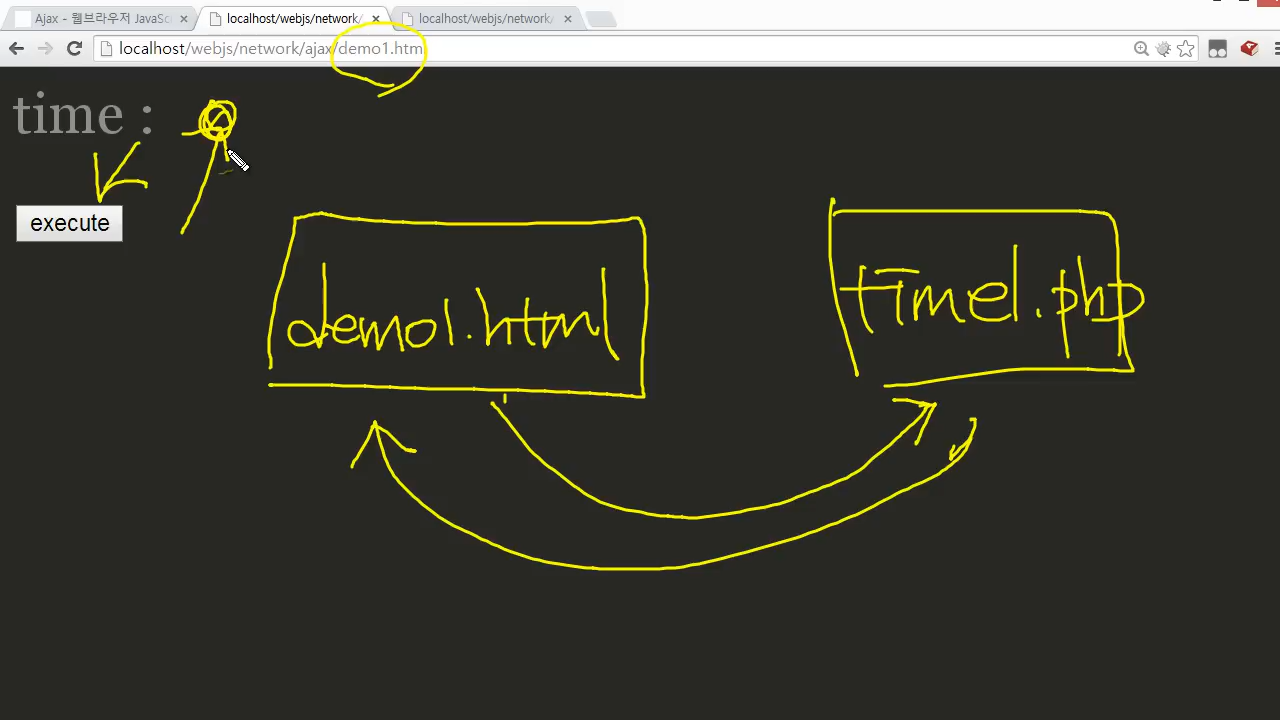 Ajax - 웹브라우저 JavaSc
localhost/webjs/network/
localhost/webjs/network/
localhost/webjs/network/ajax/demo1.htm
time :
execute
demo1.html
time1.php